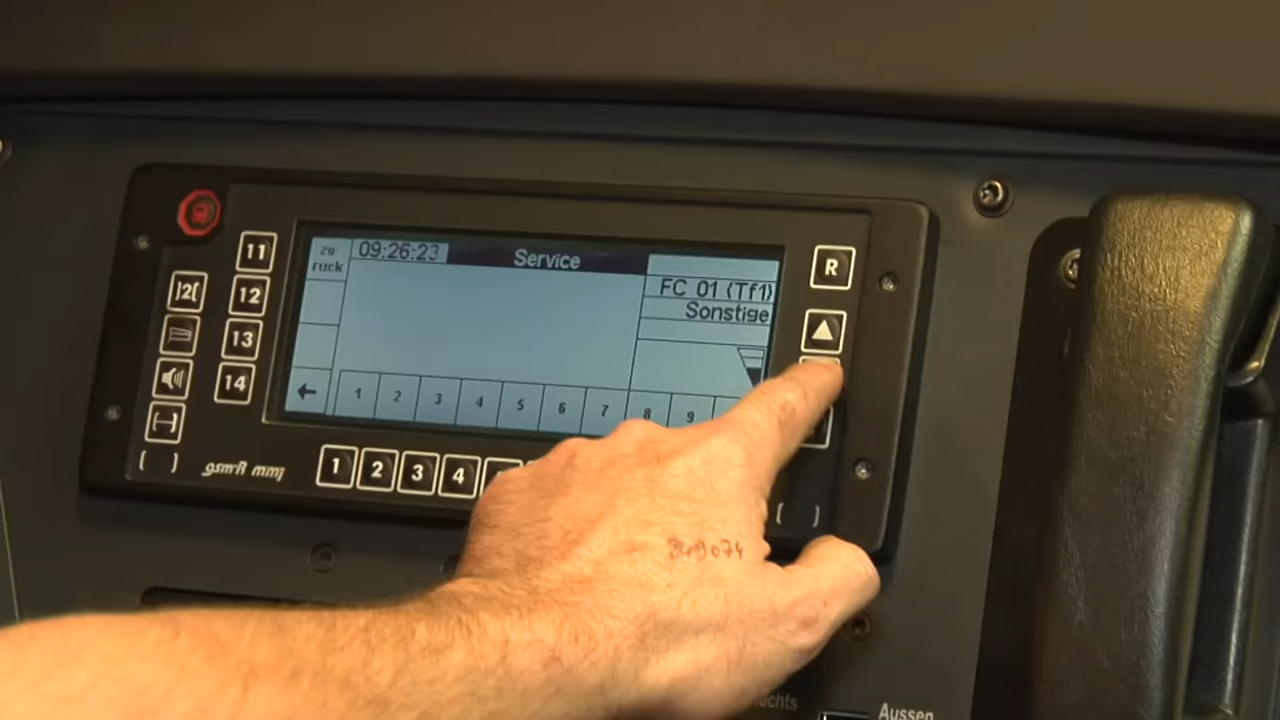 11
12
13
14
zu
rück
09:26:23
Service
FC 01 (Tf1)
Sonstige
1 2 3 4 5 6 7 8 9
R
gsm-R mmi
1 2 3 4
849074
Aussen